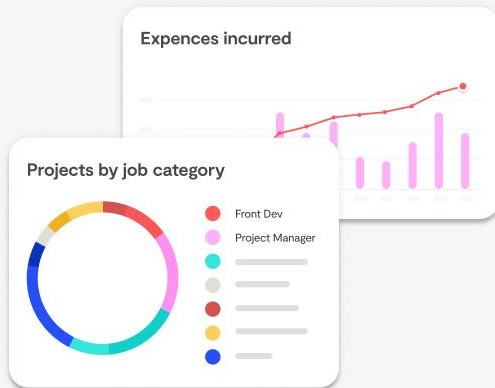 Expences incurred
Projects by job category
Front Dev
Project Manager